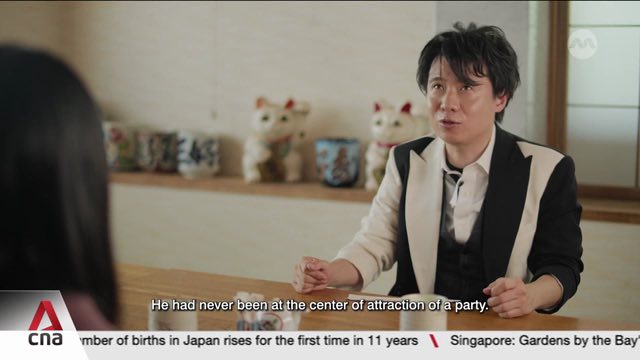 He had never been at the center of attraction of a party.
cna
umber of births in Japan rises for the first time in 11 years \ Singapore: Gardens by the Bay